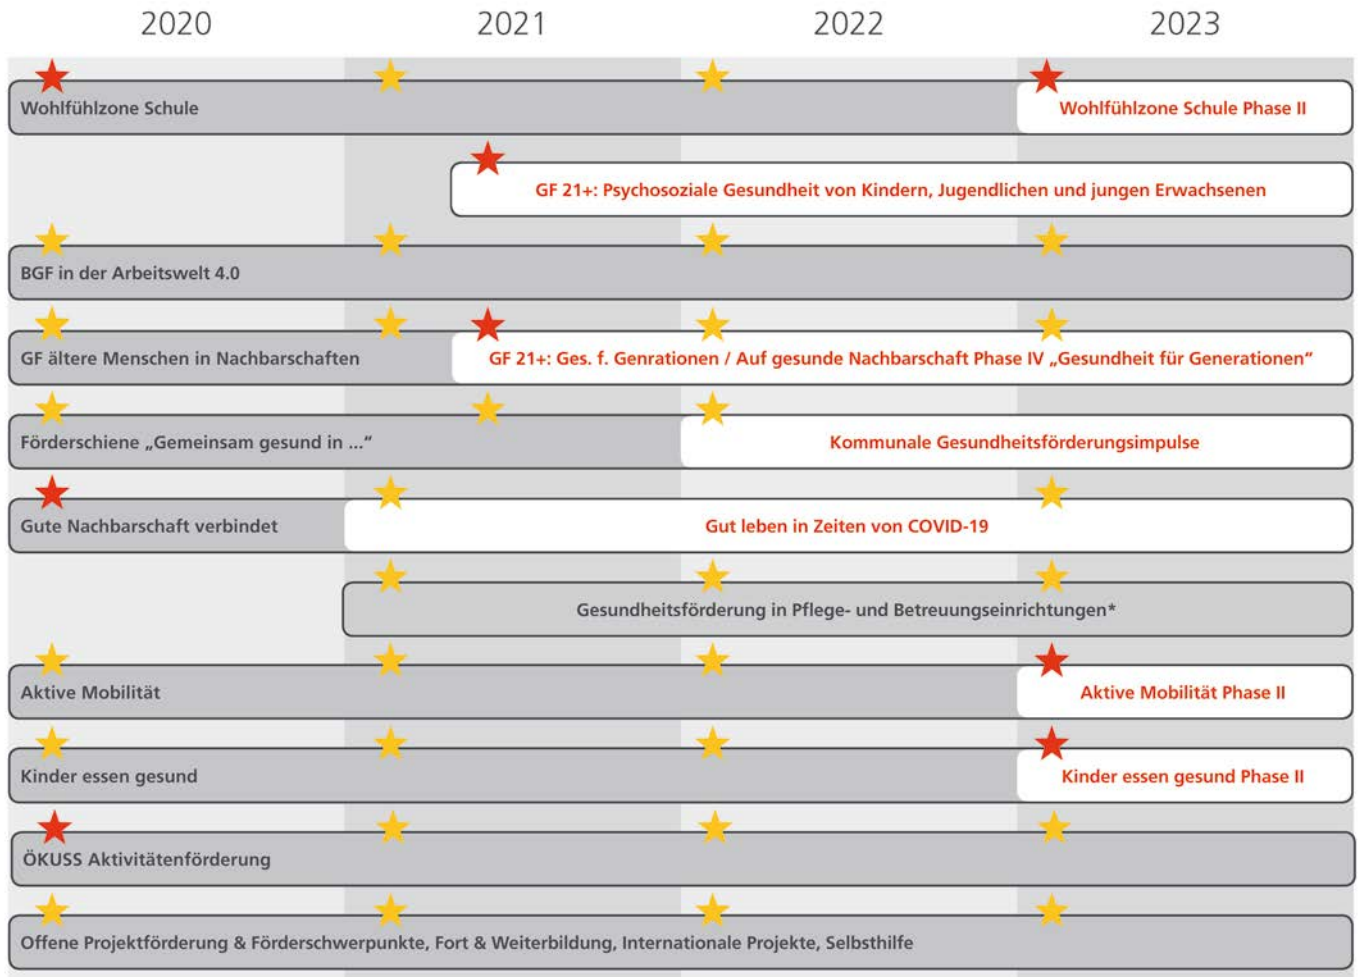 2020 2021 2022 2023
Wohlfühlzone Schule Wohlfühlzone Schule Phase II
GF 21+: Psychosoziale Gesundheit von Kindern, Jugendlichen und jungen Erwachsenen
BGF in der Arbeitswelt 4.0
GF ältere Menschen in Nachbarschaften GF 21+: Ges. f. Genrationen / Auf gesunde Nachbarschaft Phase IV „Gesundheit für Generationen“
Förderschiene „Gemeinsam gesund in ...“ Kommunale Gesundheitsförderungsimpulse
Gute Nachbarschaft verbindet Gut leben in Zeiten von COVID-19
Gesundheitsförderung in Pflege- und Betreuungseinrichtungen*
Aktive Mobilität Aktive Mobilität Phase II
Kinder essen gesund Kinder essen gesund Phase II
ÖKUSS Aktivitätenförderung
Offene Projektförderung & Förderschwerpunkte, Fort & Weiterbildung, Internationale Projekte, Selbsthilfe